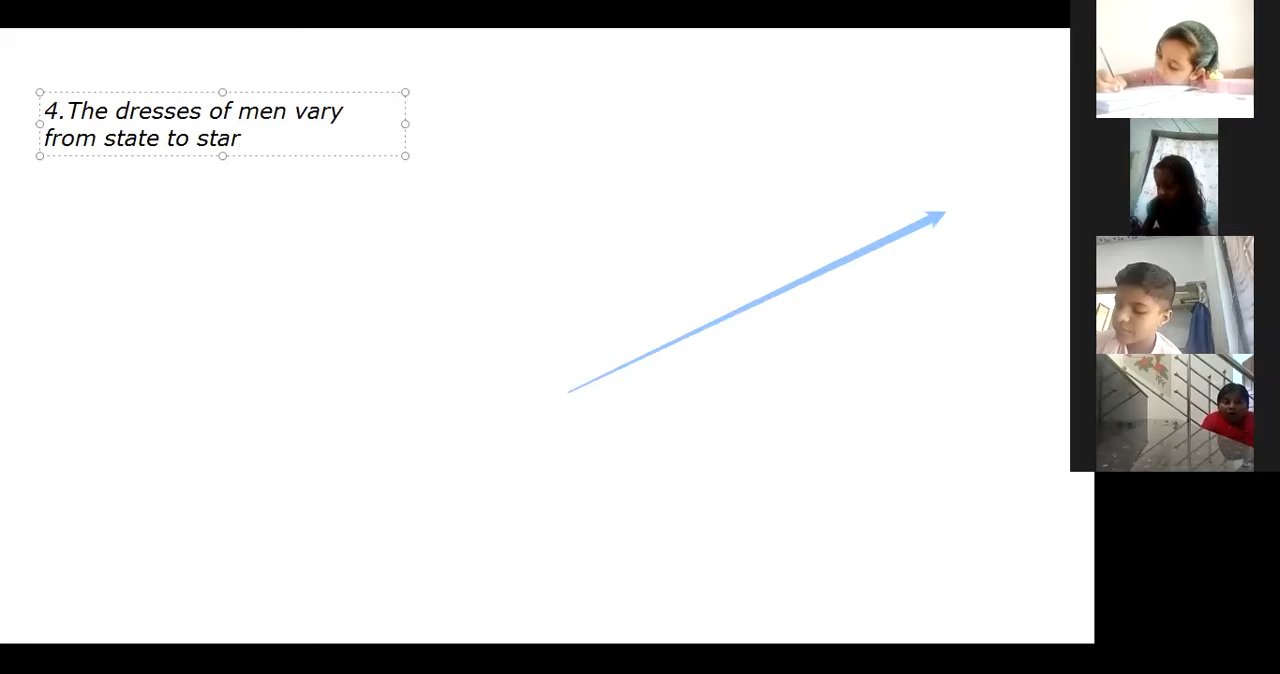 4.The dresses of men vary
from state to star